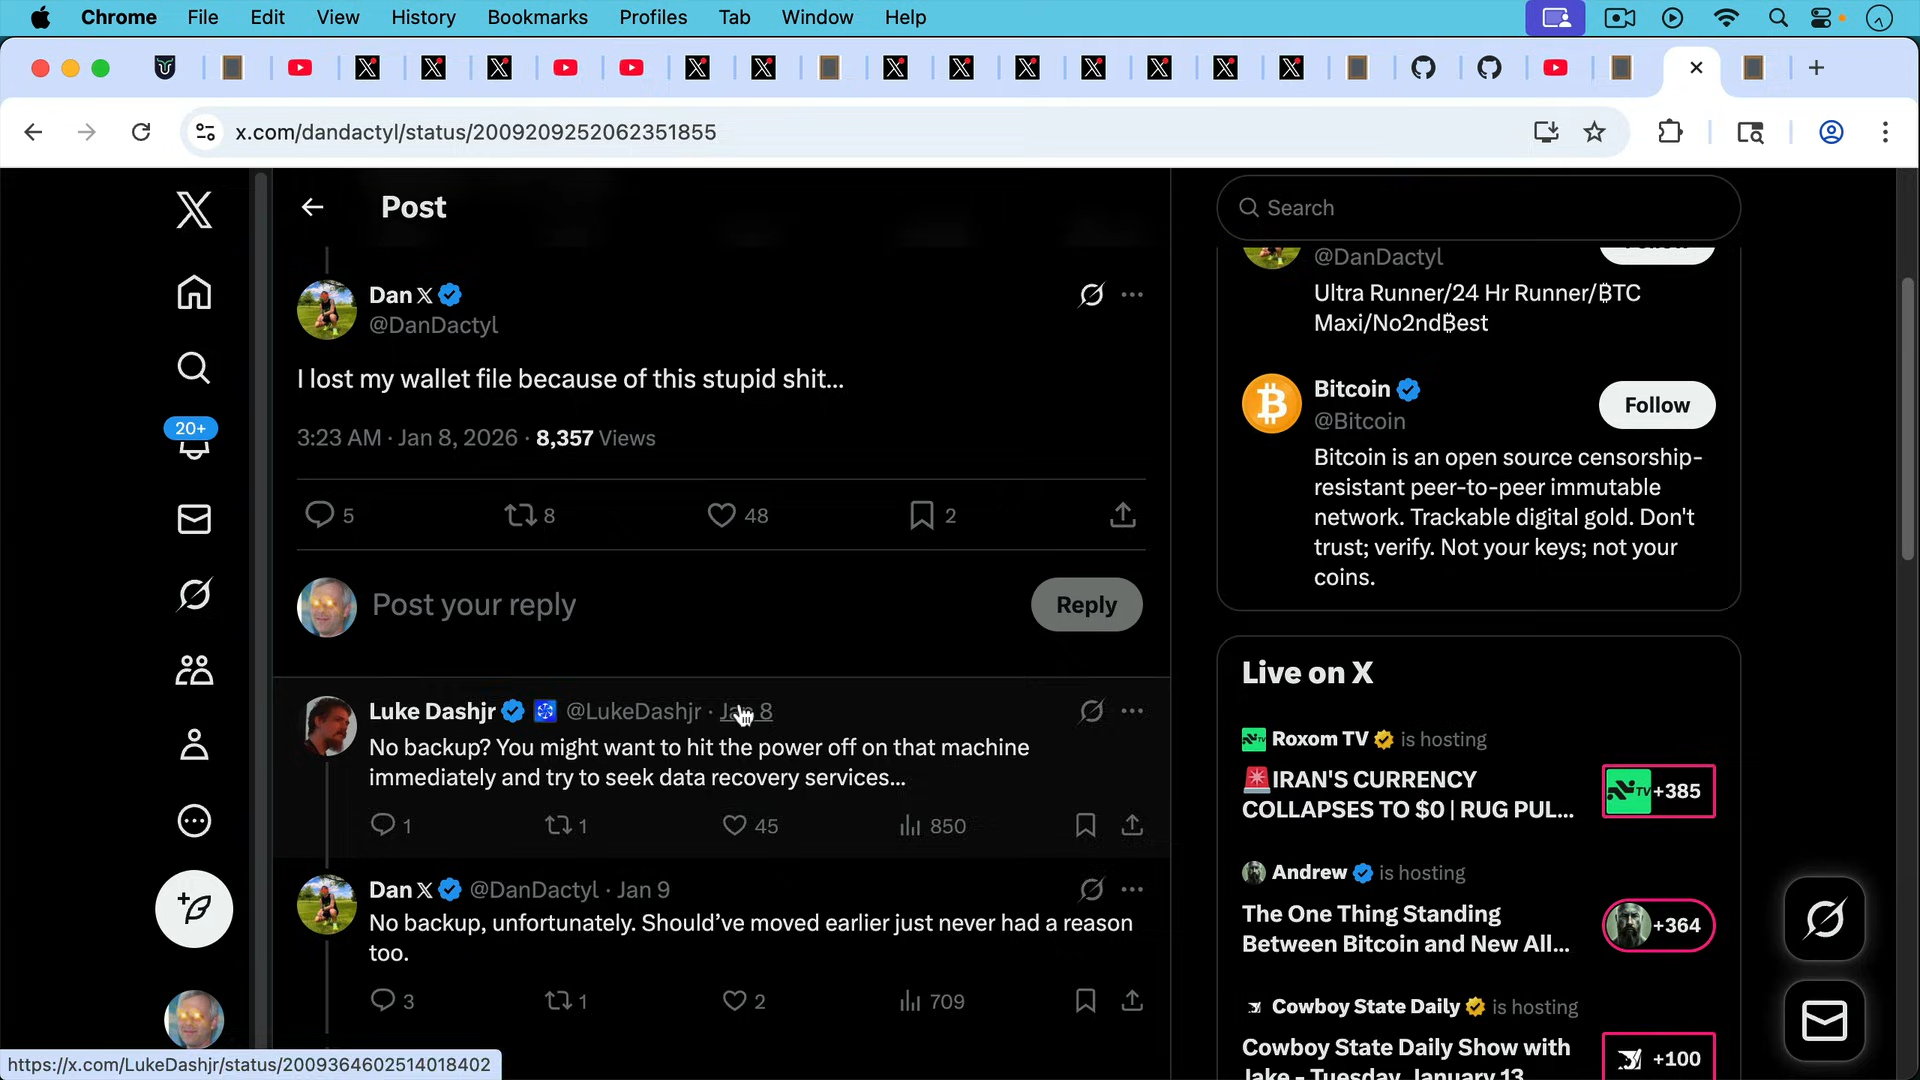 Chrome File Edit View History Bookmarks Profiles Tab Window Help
x.com/dandactyl/status/2009209252062351855
Post
Dan X
@DanDactyl
I lost my wallet file because of this stupid shit...
3:23 AM · Jan 8, 2026 · 8,357 Views
5 8 48 2
Post your reply
Reply
Luke Dashjr @LukeDashjr · Jan 8
No backup? You might want to hit the power off on that machine
immediately and try to seek data recovery services...
1 1 45 850
Dan X @DanDactyl · Jan 9
No backup, unfortunately. Should've moved earlier just never had a reason
too.
3 1 2 709
20+
Search
@DanDactyl
Ultra Runner/24 Hr Runner/₿TC
Maxi/No2nd₿est
Bitcoin
@Bitcoin
Follow
Bitcoin is an open source censorship-
resistant peer-to-peer immutable
network. Trackable digital gold. Don't
trust; verify. Not your keys; not your
coins.
Live on X
Roxom TV is hosting
🚨IRAN'S CURRENCY
COLLAPSES TO $0 | RUG PUL...
TV +385
Andrew is hosting
The One Thing Standing
Between Bitcoin and New All...
+364
Cowboy State Daily is hosting
Cowboy State Daily Show with
Jake - Tuesday, January 13
+100
https://x.com/LukeDashjr/status/2009364602514018402